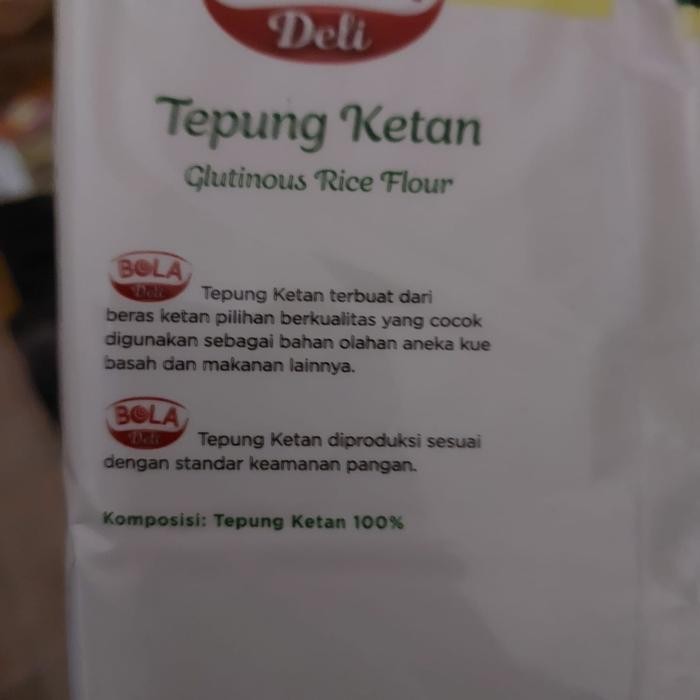 Deli
Tepung Ketan
Glutinous Rice Flour
BOLA
Deli
Tepung Ketan terbuat dari
beras ketan pilihan berkualitas yang cocok
digunakan sebagai bahan olahan aneka kue
basah dan makanan lainnya.
BOLA
Deli
Tepung Ketan diproduksi sesuai
dengan standar keamanan pangan.
Komposisi: Tepung Ketan 100%